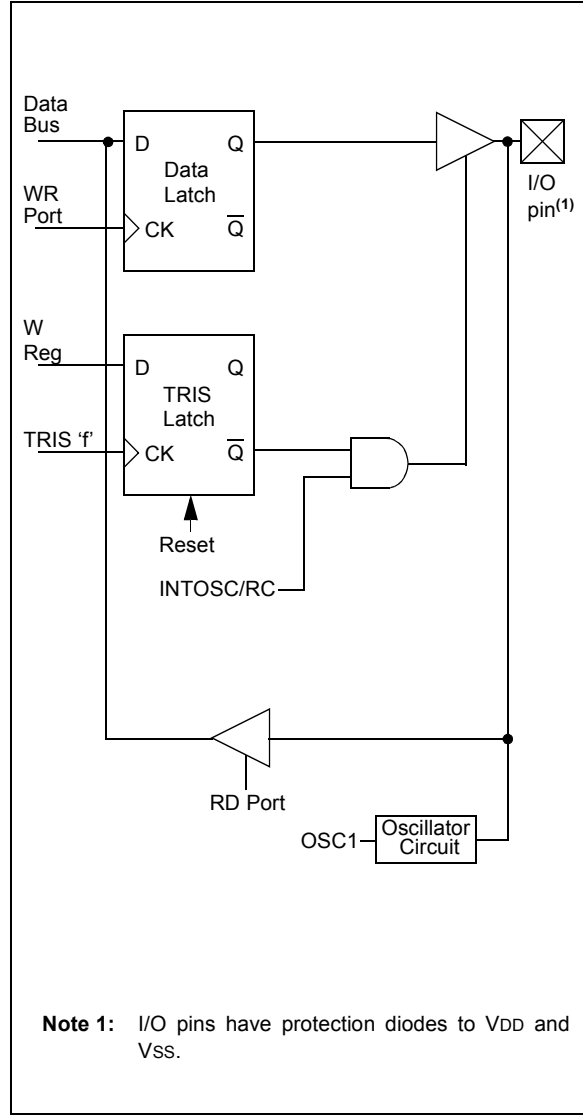 Data
Bus
D
Q
Data
Latch
WR
Port
CK
Q̅
I/O
pin(1)
W
Reg
D
Q
TRIS
Latch
TRIS ‘f’
CK
Q̅
Reset
INTOSC/RC
RD Port
OSC1
Oscillator
Circuit
Note 1: I/O pins have protection diodes to VDD and
VSS.